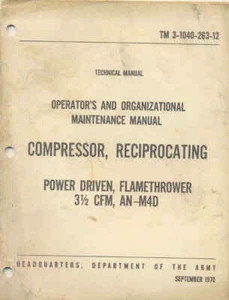 TM 3-1040-263-12
TECHNICAL MANUAL
OPERATOR'S AND ORGANIZATIONAL
MAINTENANCE MANUAL
COMPRESSOR, RECIPROCATING
POWER DRIVEN, FLAMETHROWER
3½ CFM, AN-M4D
HEADQUARTERS, DEPARTMENT OF THE ARMY
SEPTEMBER 1970